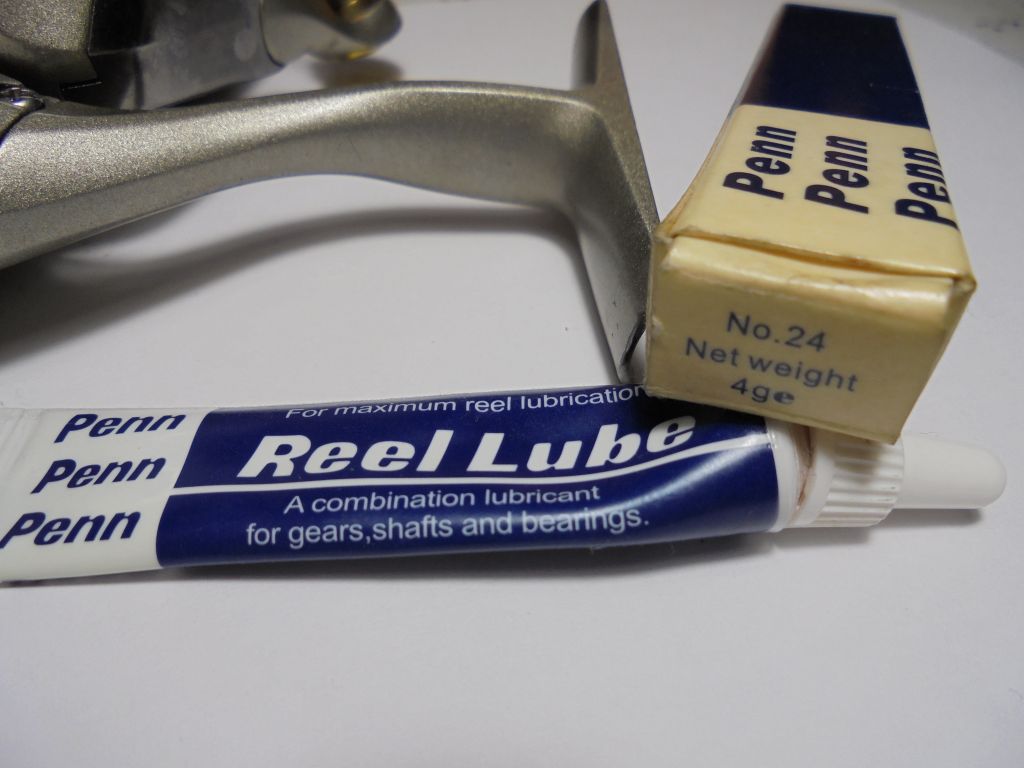 Penn
Penn
Penn
No.24
Net weight
4g℮
Penn
Penn
Penn
For maximum reel lubrication
Reel Lube
A combination lubricant
for gears,shafts and bearings.